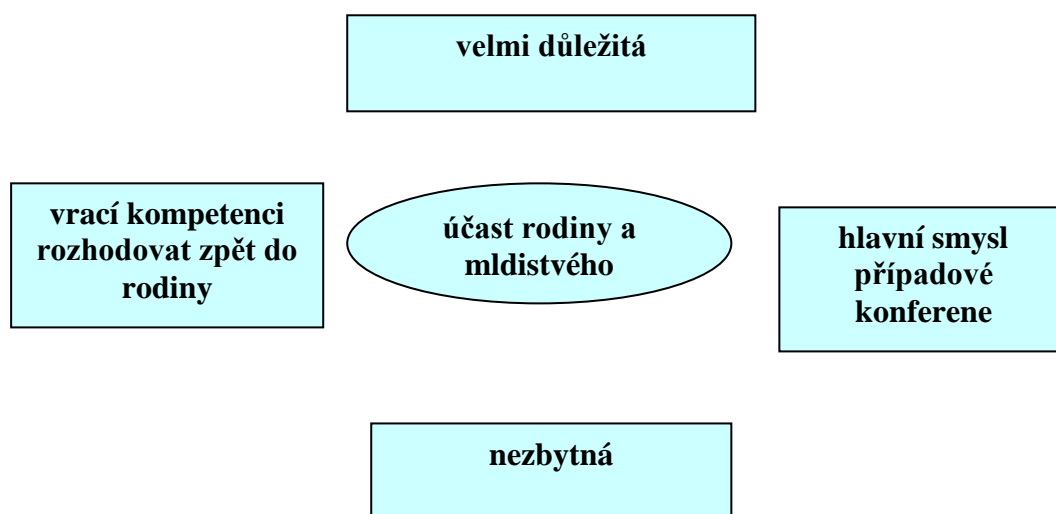 velmi důležitá
vrací kompetenci
rozhodovat zpět do
rodiny
účast rodiny a
mldistvého
hlavní smysl
případové
konferene
nezbytná